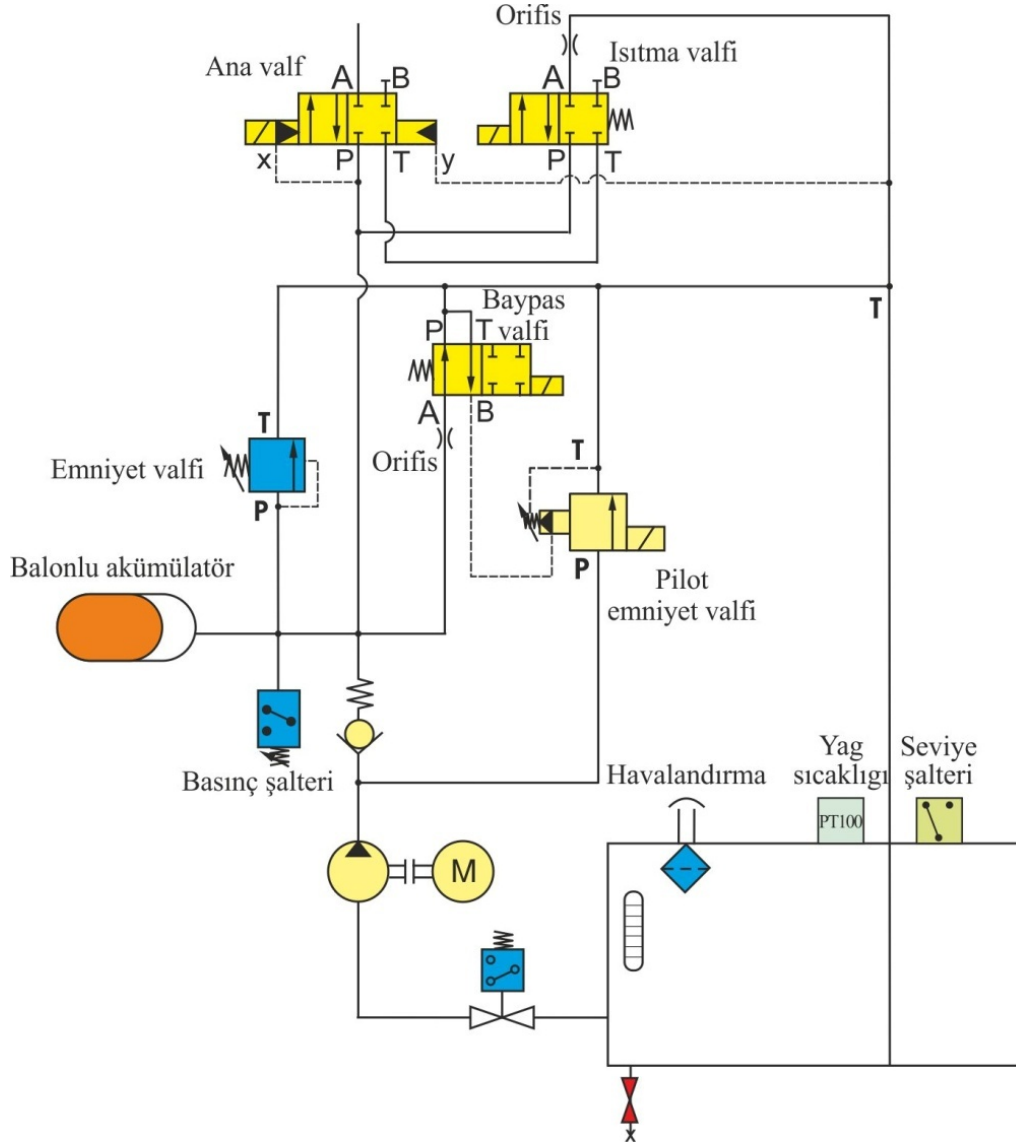 Orifis
Ana valf
Isıtma valfi
A B
A B
x P T y
P T
Baypas
valfi
P T
T
A B
T
Orifis
Emniyet valfi
T
P
P
Balonlu akümülatör
Pilot
emniyet valfi
Basınç şalteri
Havalandırma
Yag
sıcaklıgı
Seviye
şalteri
PT100
M
x